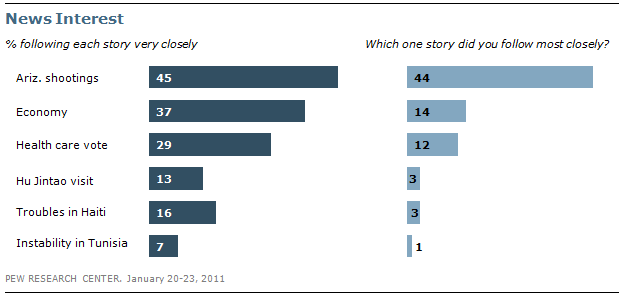 News Interest
% following each story very closely
Which one story did you follow most closely?
Ariz. shootings 45 44
Economy 37 14
Health care vote 29 12
Hu Jintao visit 13 3
Troubles in Haiti 16 3
Instability in Tunisia 7 1
PEW RESEARCH CENTER. January 20-23, 2011